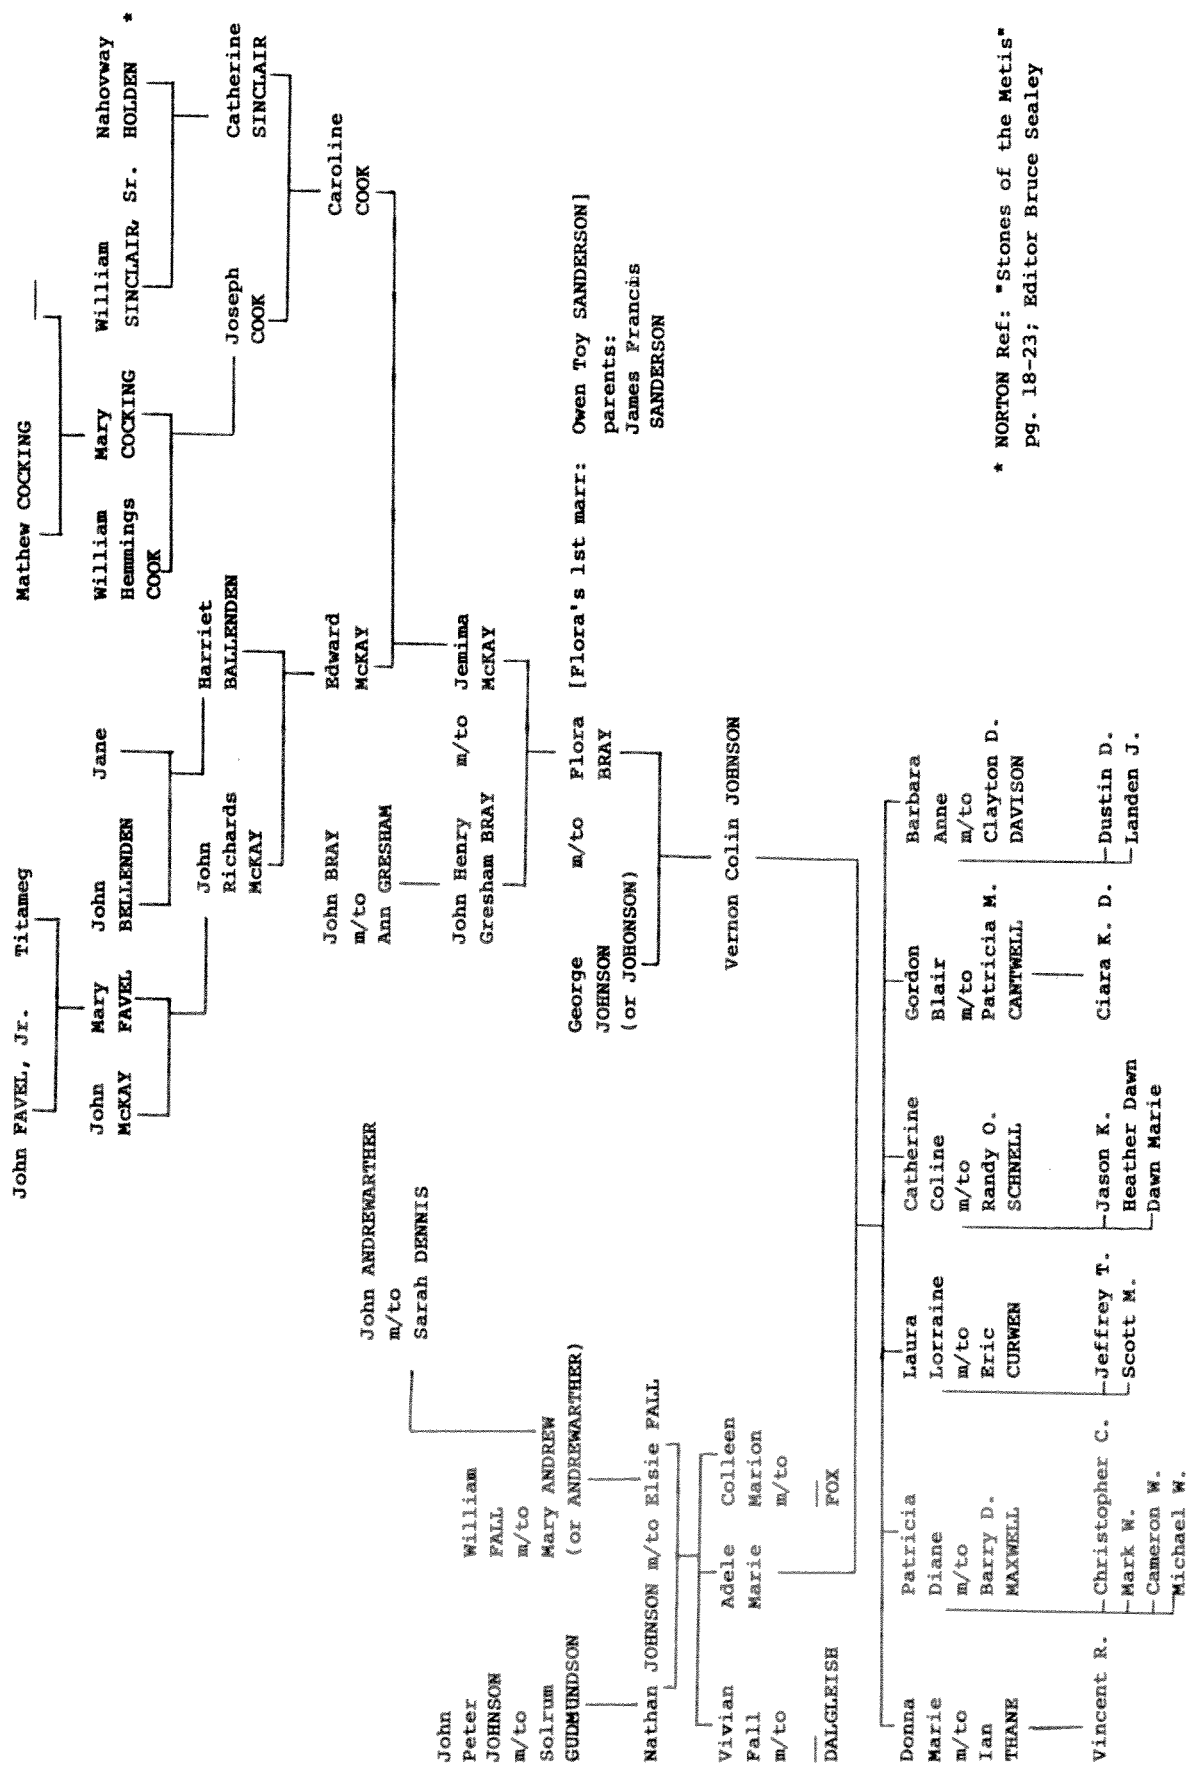 John FAVEL, Jr. Titameg
Mathew COCKING
John Mary John Jane
McKAY FAVEL BELLENDEN
William Mary William Nahovway
Hemmings COCKING SINCLAIR, Sr. HOLDEN *
COOK
John Harriet
Richards BALLENDEN
McKAY
Joseph Catherine
COOK SINCLAIR
John BRAY
m/to
Ann GRESHAM
Edward
McKAY
Caroline
COOK
John ANDREWARTHER
m/to
Sarah DENNIS
John Henry m/to Jemima
Gresham BRAY McKAY
John
Peter
JOHNSON
m/to
Solrum
GUDMUNDSON
William
FALL
m/to
Mary ANDREW
(or ANDREWARTHER)
George m/to Flora [Flora's 1st marr: Owen Toy SANDERSON]
JOHNSON BRAY
(or JOHONSON)
parents:
James Francis
SANDERSON
Nathan JOHNSON m/to Elsie FALL
Vivian Adele Colleen
Fall Marie Marion
m/to m/to
DALGLEISH FOX
Vernon Colin JOHNSON
Donna
Marie
m/to
Ian
THANE
Vincent R.
Patricia
Diane
m/to
Barry D.
MAXWELL
Christopher C.
Mark W.
Cameron W.
Michael W.
Laura
Lorraine
m/to
Eric
CURWEN
Jeffrey T.
Scott M.
Catherine
Coline
m/to
Randy O.
SCHNELL
Jason K.
Heather Dawn
Dawn Marie
Gordon
Blair
m/to
Patricia M.
CANTWELL
Ciara K. D.
Barbara
Anne
m/to
Clayton D.
DAVISON
Dustin D.
Landen J.
* NORTON Ref: "Stones of the Metis"
pg. 18-23; Editor Bruce Sealey